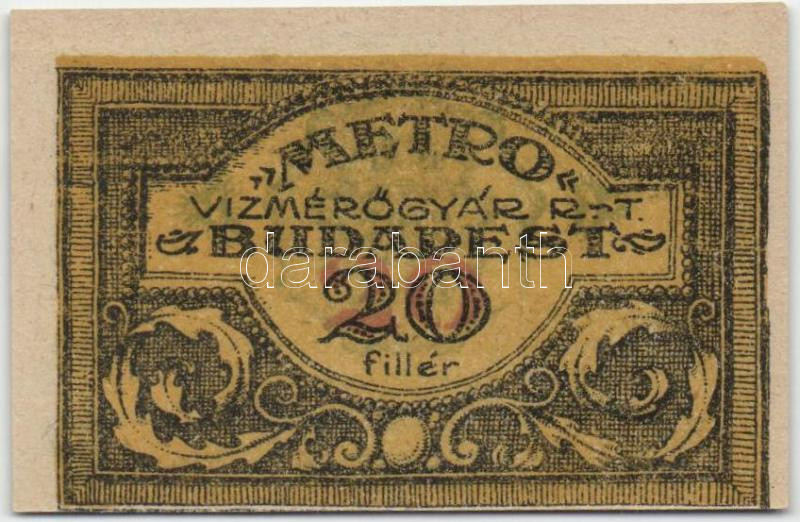 „METRO"
VIZMÉRŐGYÁR R-T.
BUDAPEST
darabanth
20
fillér